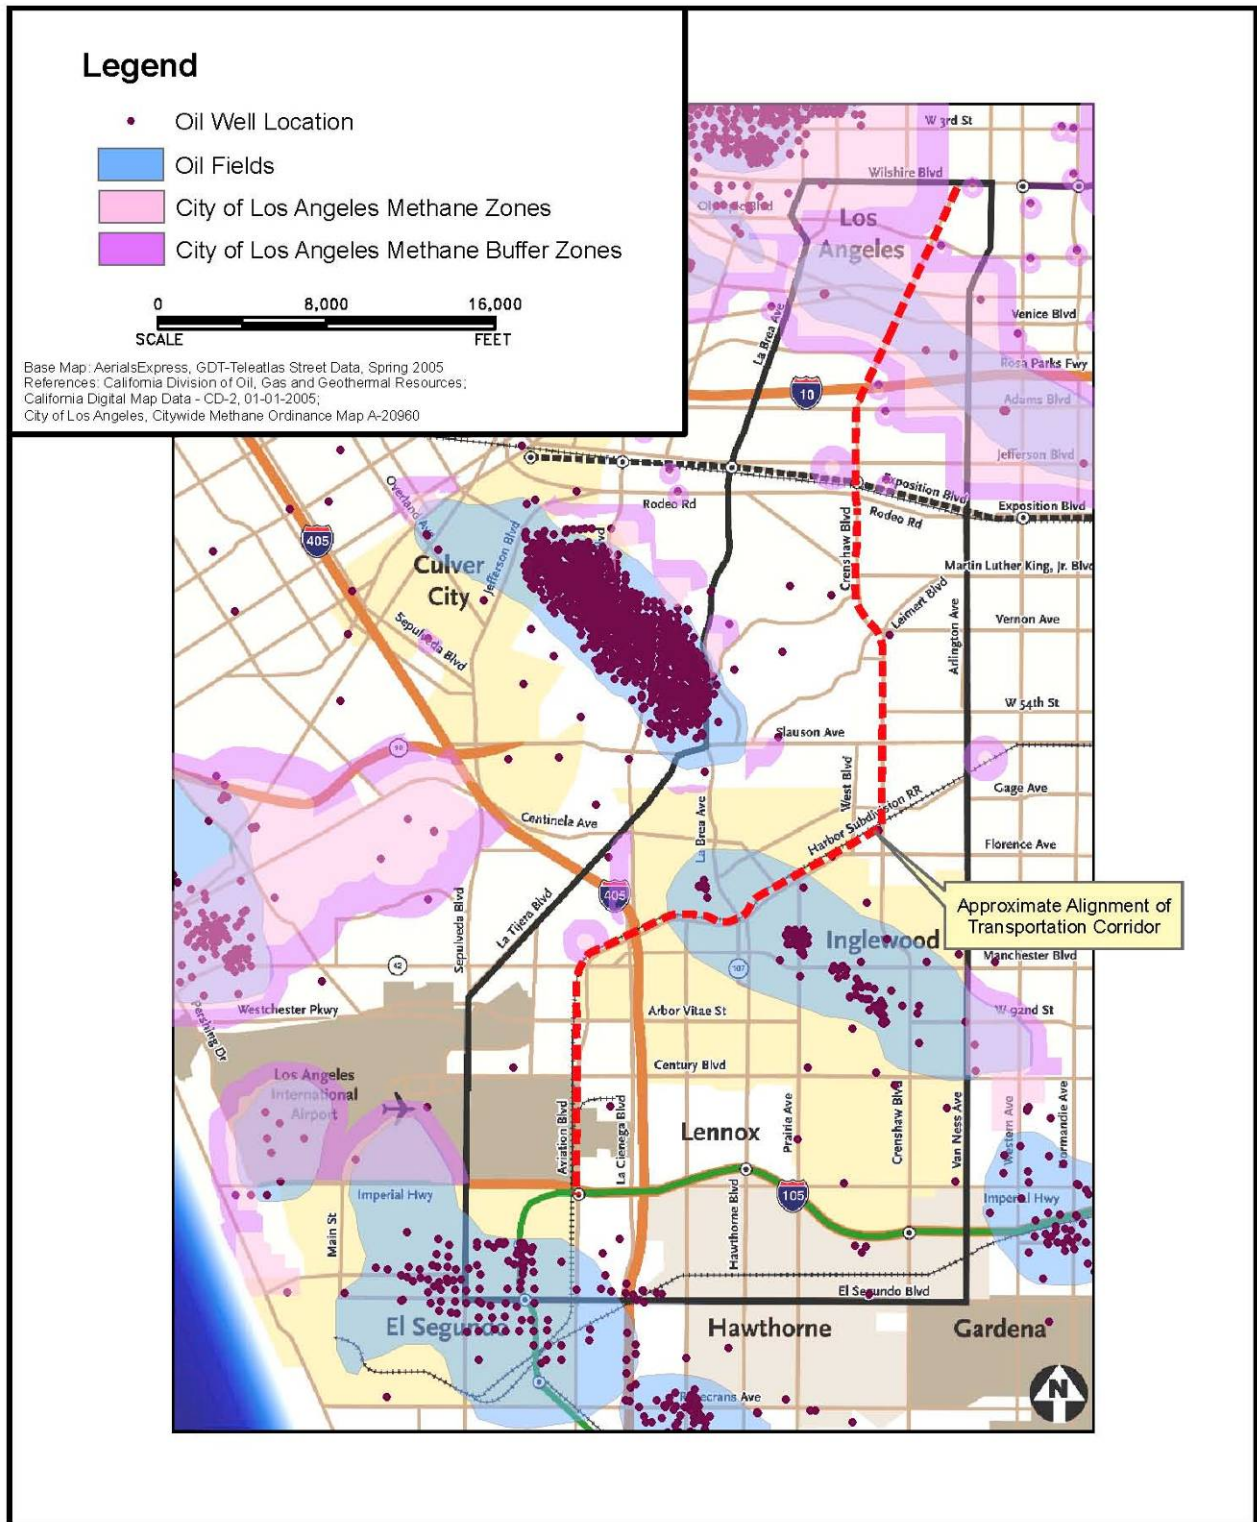 Legend
Oil Well Location
Oil Fields
City of Los Angeles Methane Zones
City of Los Angeles Methane Buffer Zones
0 8,000 16,000
SCALE FEET
Base Map: AerialsExpress, GDT-Teleatlas Street Data, Spring 2005
References: California Division of Oil, Gas and Geothermal Resources;
California Digital Map Data - CD-2, 01-01-2005;
City of Los Angeles, Citywide Methane Ordinance Map A-20960
W 3rd St
Wilshire Blvd
Olympic Blvd
Los
Angeles
La Brea Ave
Venice Blvd
Rosa Parks Fwy
10
Adams Blvd
Jefferson Blvd
Exposition Blvd
Exposition Blvd
Overland Ave
Rodeo Rd
Rodeo Rd
405
Jefferson Blvd
Culver
City
Crenshaw Blvd
Martin Luther King, Jr. Blvd
Leimert Blvd
Vernon Ave
Arlington Ave
Sepulveda Blvd
W 54th St
Slauson Ave
90
West Blvd
Gage Ave
Harbor Subdivision RR
Centinela Ave
La Brea Ave
Florence Ave
405
Approximate Alignment of
Transportation Corridor
Sepulveda Blvd
La Tijera Blvd
Inglewood
Manchester Blvd
42
107
Westchester Pkwy
Arbor Vitae St
W 92nd St
Pershing Dr
Century Blvd
Los Angeles
International
Airport
Aviation Blvd
La Cienega Blvd
Lennox
Prairie Ave
Crenshaw Blvd
Van Ness Ave
Western Ave
Normandie Ave
Imperial Hwy
105
Imperial Hwy
Main St
Hawthorne Blvd
El Segundo Blvd
El Segundo
Hawthorne
Gardena
Rosecrans Ave
N